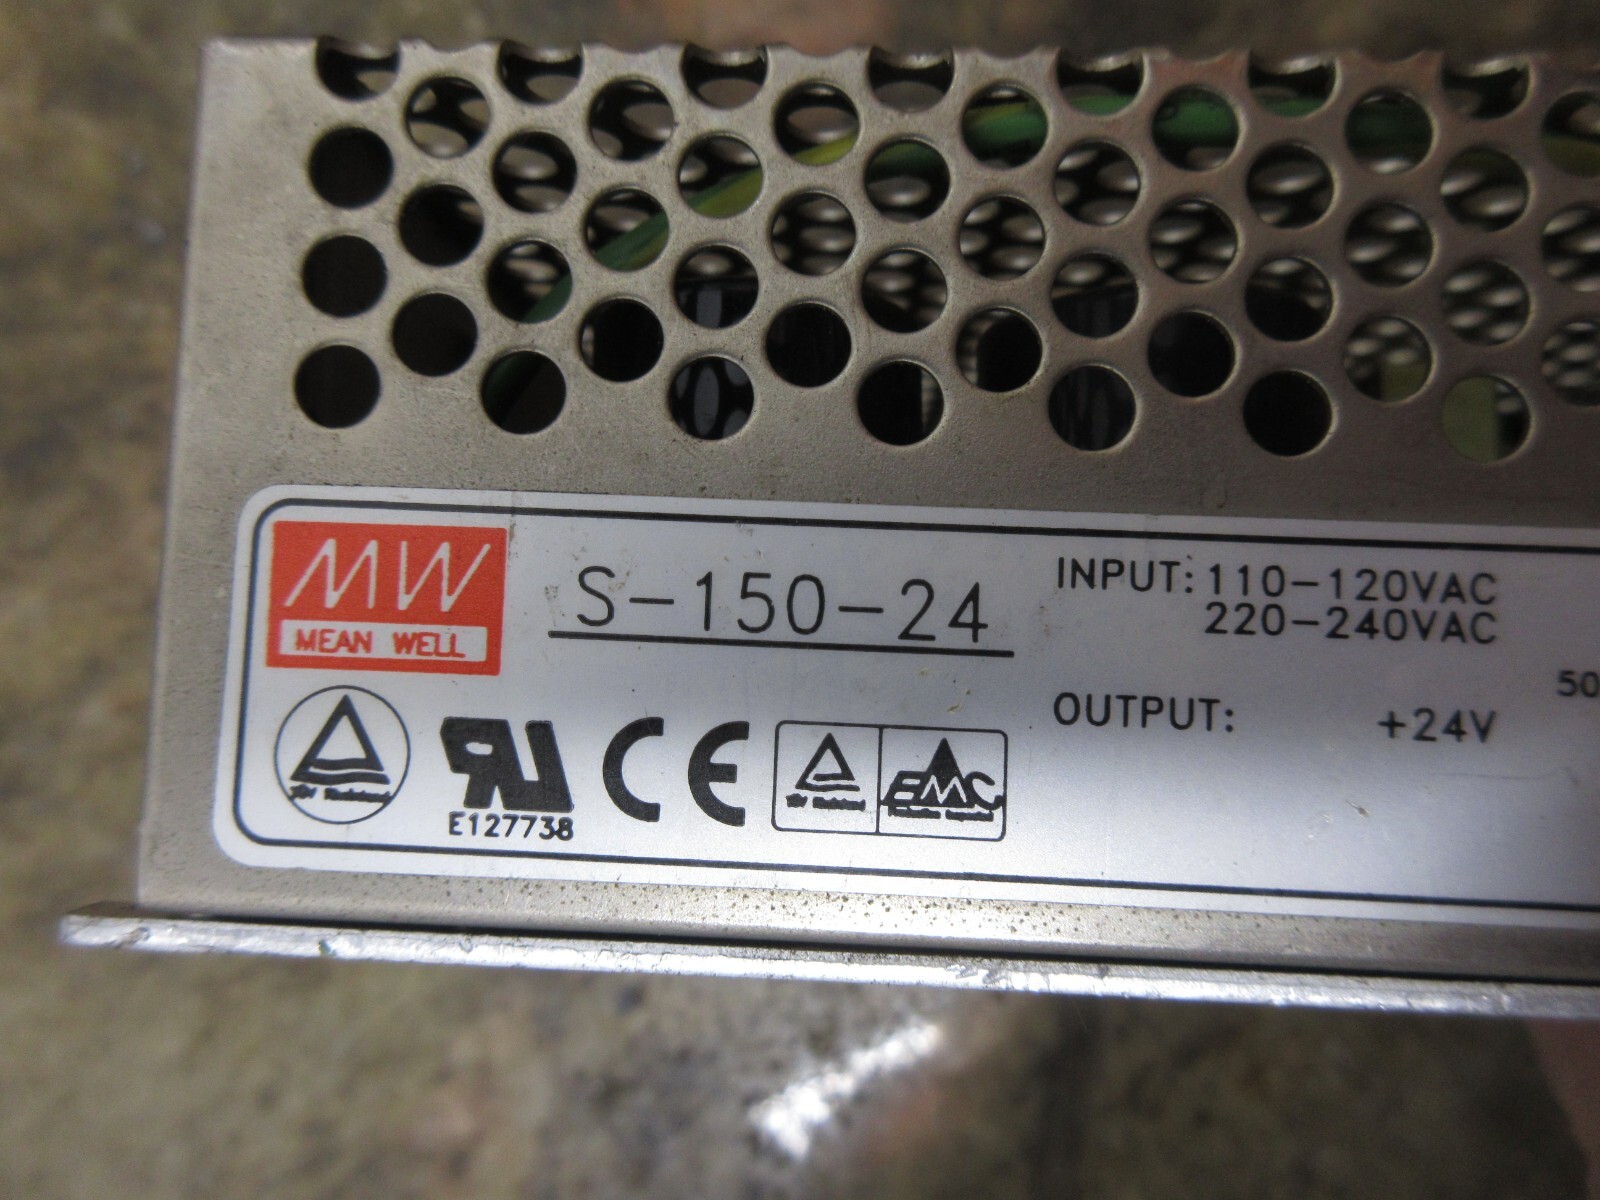 MW
MEAN WELL
S-150-24
INPUT: 110-120VAC
220-240VAC
50
OUTPUT: +24V
E127738
CE
EMC